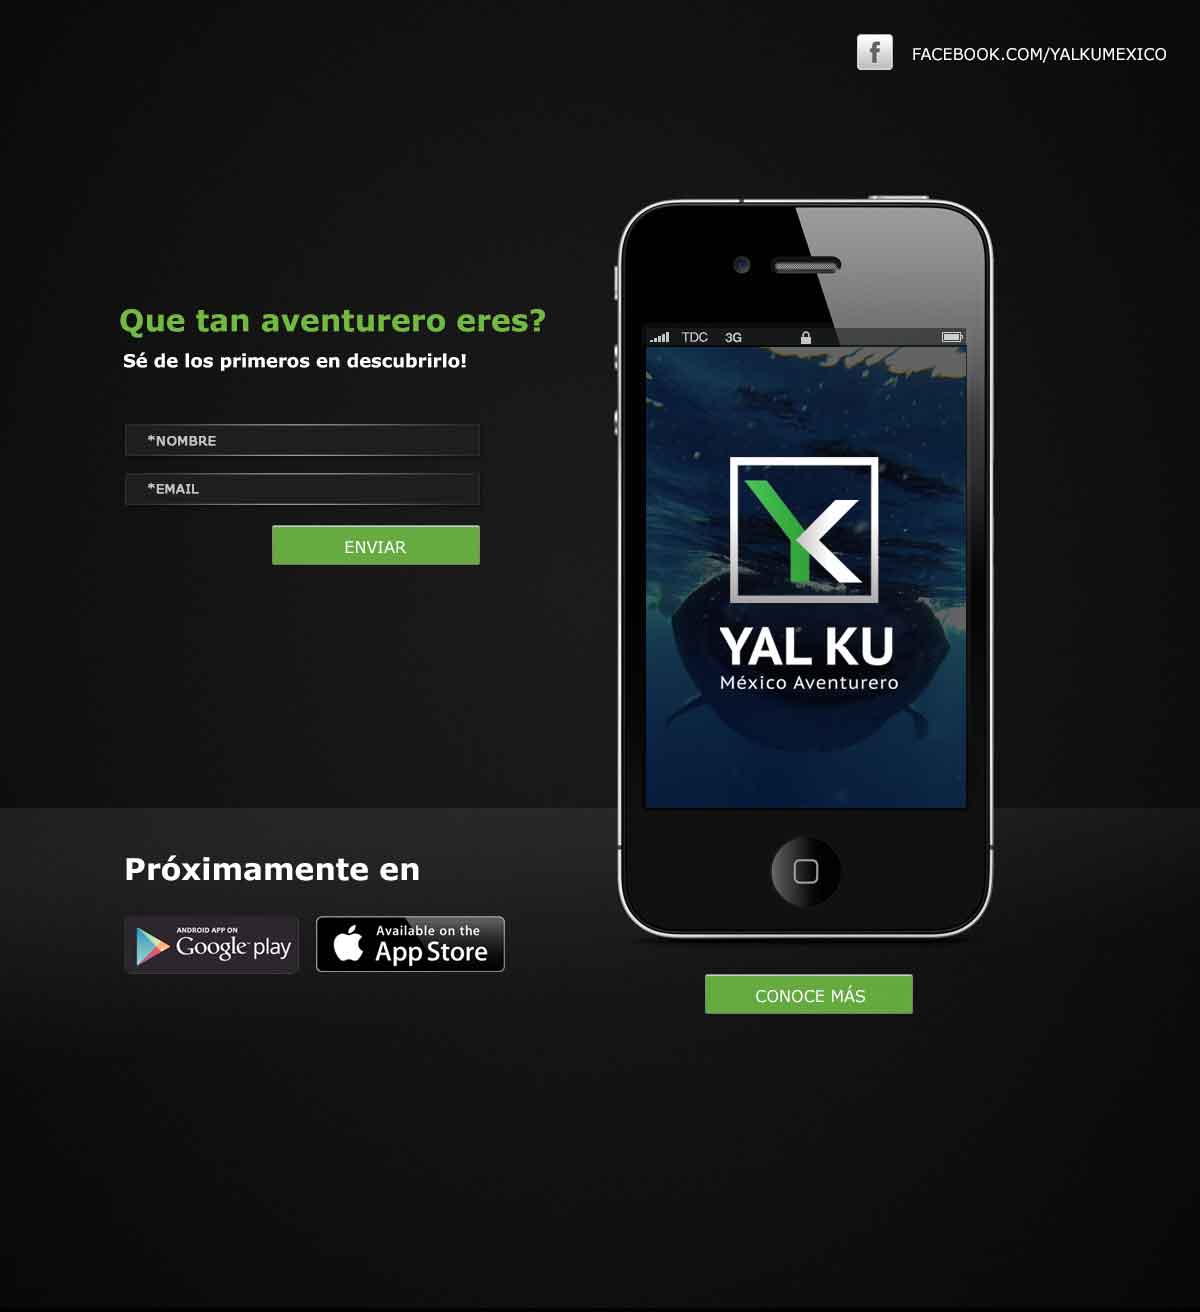 FACEBOOK.COM/YALKUMEXICO
Que tan aventurero eres?
Sé de los primeros en descubrirlo!
*NOMBRE
*EMAIL
ENVIAR
TDC 3G
YK
YAL KU
México Aventurero
Próximamente en
ANDROID APP ON
Google play
Available on the
App Store
CONOCE MÁS